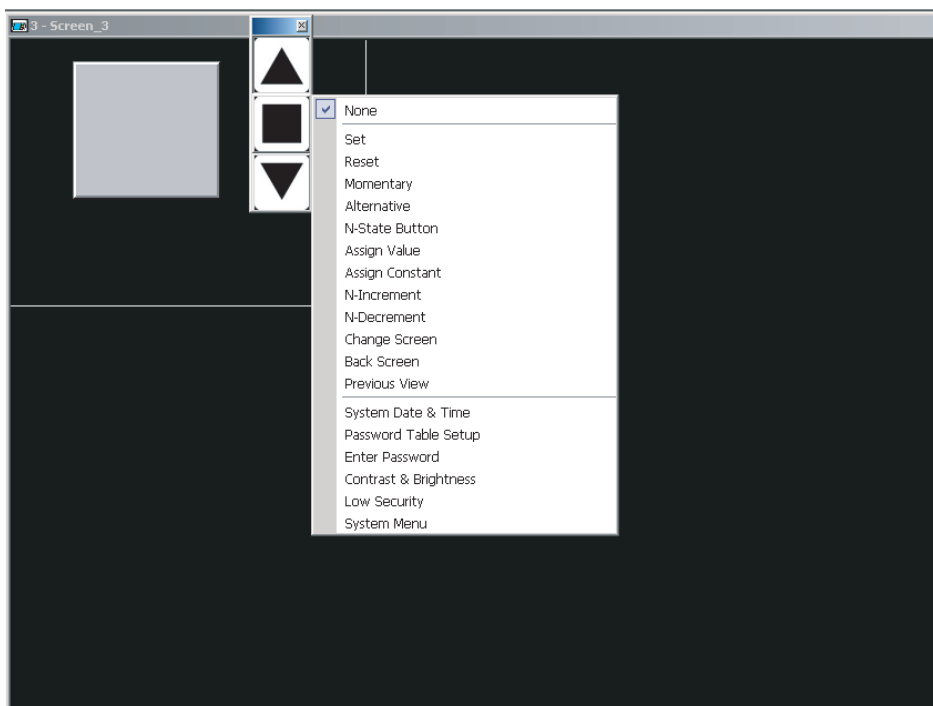 3 - Screen_3
None
Set
Reset
Momentary
Alternative
N-State Button
Assign Value
Assign Constant
N-Increment
N-Decrement
Change Screen
Back Screen
Previous View
System Date & Time
Password Table Setup
Enter Password
Contrast & Brightness
Low Security
System Menu